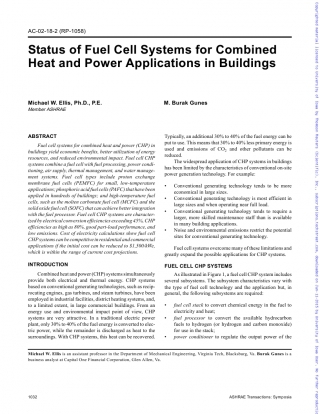 AC-02-18-2 (RP-1058)
Status of Fuel Cell Systems for Combined
Heat and Power Applications in Buildings
Michael W. Ellis, Ph.D., P.E.
Member ASHRAE
M. Burak Gunes
ABSTRACT
Fuel cell systems for combined heat and power (CHP) in
buildings yield economic benefits, better utilization of energy
resources, and reduced environmental impact. Fuel cell CHP
systems combine a fuel cell with fuel processing, power condi-
tioning, air supply, thermal management, and water manage-
ment systems. Fuel cell types include proton exchange
membrane fuel cells (PEMFC) for small, low-temperature
applications; phosphoric acid fuel cells (PAFC) that have been
applied in hundreds of buildings; and high-temperature fuel
cells, such as the molten carbonate fuel cell (MCFC) and the
solid oxide fuel cell (SOFC) that can achieve better integration
with the fuel processor. Fuel cell CHP systems are character-
ized by electrical conversion efficiencies exceeding 45%, CHP
efficiencies as high as 80%, good part-load performance, and
low emissions. Cost of electricity calculations show fuel cell
CHP systems can be competitive in residential and commercial
applications if the initial cost can be reduced to $1,500/kWe,
which is within the range of current cost projections.
INTRODUCTION
Combined heat and power (CHP) systems simultaneously
provide both electrical and thermal energy. CHP systems
based on conventional generating technologies, such as recip-
rocating engines, gas turbines, and steam turbines, have been
employed in industrial facilities, district heating systems, and,
to a limited extent, in large commercial buildings. From an
energy use and environmental impact point of view, CHP
systems are very attractive. In a traditional electric power
plant, only 30% to 40% of the fuel energy is converted to elec-
tric power, while the remainder is discharged as heat to the
surroundings. With CHP systems, this heat can be recovered.
Typically, an additional 30% to 40% of the fuel energy can be
put to use. This means that 30% to 40% less primary energy is
used and emissions of CO2 and other pollutants can be
reduced.
The widespread application of CHP systems in buildings
has been limited by the characteristics of conventional on-site
power generation technology. For example:
• Conventional generating technology tends to be more
economical in large sizes.
• Conventional generating technology is most efficient in
large sizes and when operating near full load.
• Conventional generating technology tends to require a
larger, more skilled maintenance staff than is available
in many building applications.
• Noise and environmental emissions restrict the potential
sites for conventional generating technology.
Fuel cell systems overcome many of these limitations and
greatly expand the possible applications for CHP systems.
FUEL CELL CHP SYSTEMS
As illustrated in Figure 1, a fuel cell CHP system includes
several subsystems. The subsystem characteristics vary with
the type of fuel cell technology and the application but, in
general, the following subsystems are required:
• fuel cell stack to convert chemical energy in the fuel to
electricity and heat;
• fuel processor to convert the available hydrocarbon
fuels to hydrogen (or hydrogen and carbon monoxide)
for use in the stack;
• power conditioner to regulate the output power of the
Michael W. Ellis is an assistant professor in the Department of Mechanical Engineering, Virginia Tech, Blacksburg, Va. Burak Gunes is a
business analyst at Capital One Financial Corporation, Glen Allen, Va.
1032
ASHRAE Transactions: Symposia